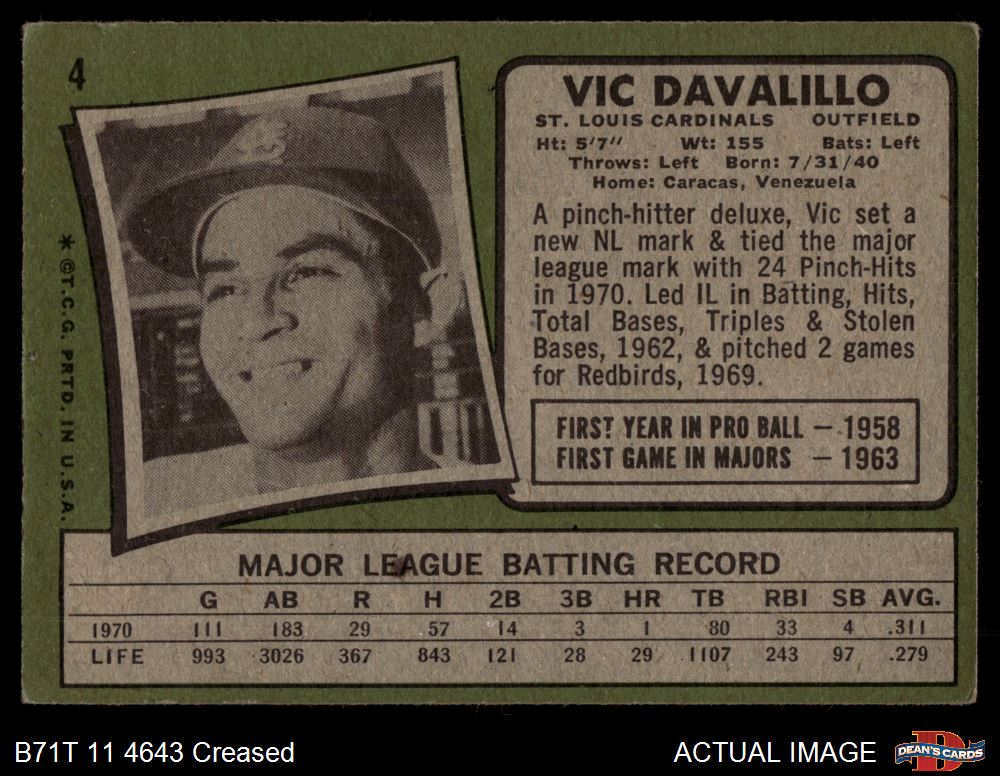 4
VIC DAVALILLO
ST. LOUIS CARDINALS OUTFIELD
Ht: 5'7" Wt: 155 Bats: Left
Throws: Left Born: 7/31/40
Home: Caracas, Venezuela
A pinch-hitter deluxe, Vic set a
new NL mark & tied the major
league mark with 24 Pinch-Hits
in 1970. Led IL in Batting, Hits,
Total Bases, Triples & Stolen
Bases, 1962, & pitched 2 games
for Redbirds, 1969.
FIRST YEAR IN PRO BALL — 1958
FIRST GAME IN MAJORS — 1963
* © T.C.G. PRTD. IN U.S.A.
MAJOR LEAGUE BATTING RECORD
G AB R H 2B 3B HR TB RBI SB AVG.
1970 111 183 29 57 14 3 1 80 33 4 .311
LIFE 993 3026 367 843 121 28 29 1107 243 97 .279
B71T 11 4643 Creased
ACTUAL IMAGE
D
DEAN'S CARDS